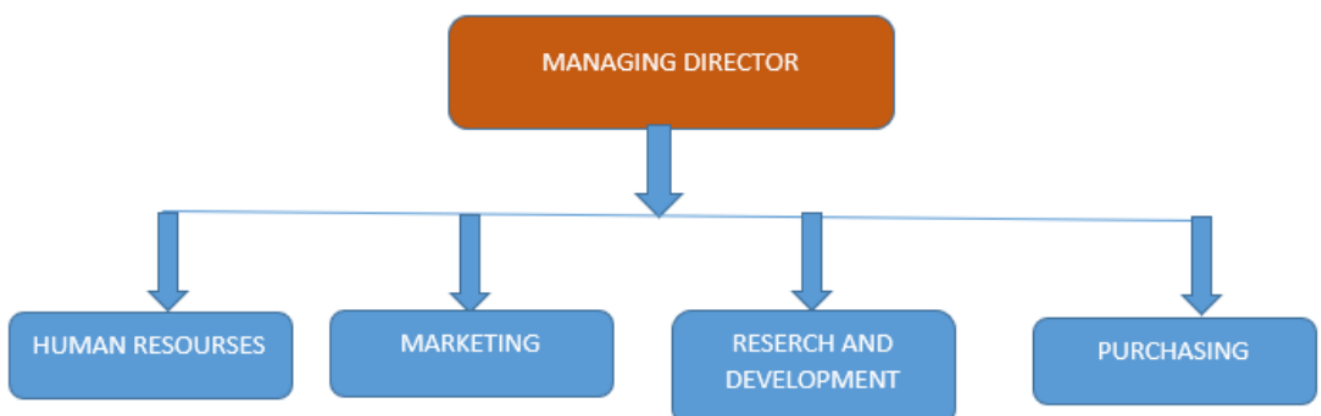 MANAGING DIRECTOR
HUMAN RESOURSES
MARKETING
RESERCH AND
DEVELOPMENT
PURCHASING